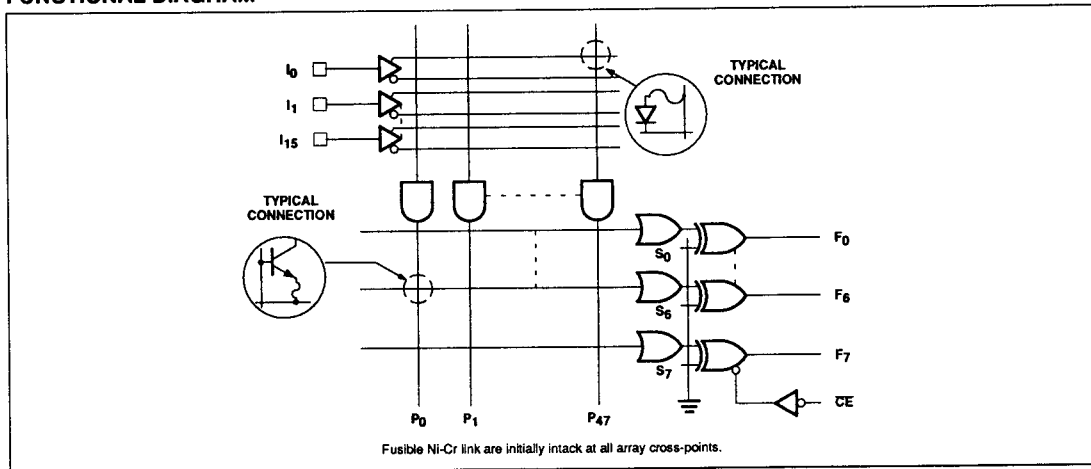 FUNCTIONAL DIAGRAM
I0
I1
I15
TYPICAL
CONNECTION
TYPICAL
CONNECTION
S0
F0
S6
F6
S7
F7
CE
P0 P1 P47
Fusible Ni-Cr link are initially intack at all array cross-points.